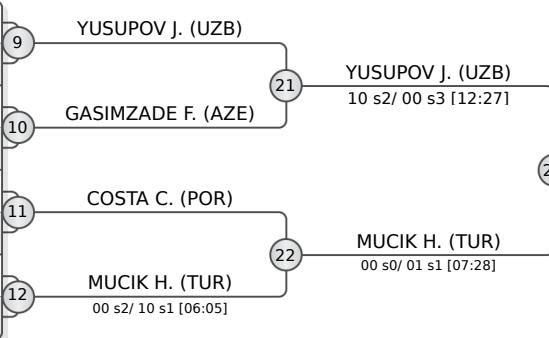 YUSUPOV J. (UZB)
9
21
YUSUPOV J. (UZB)
10 s2/ 00 s3 [12:27]
GASIMZADE F. (AZE)
10
COSTA C. (POR)
11
22
MUCIK H. (TUR)
00 s0/ 01 s1 [07:28]
MUCIK H. (TUR)
12
00 s2/ 10 s1 [06:05]